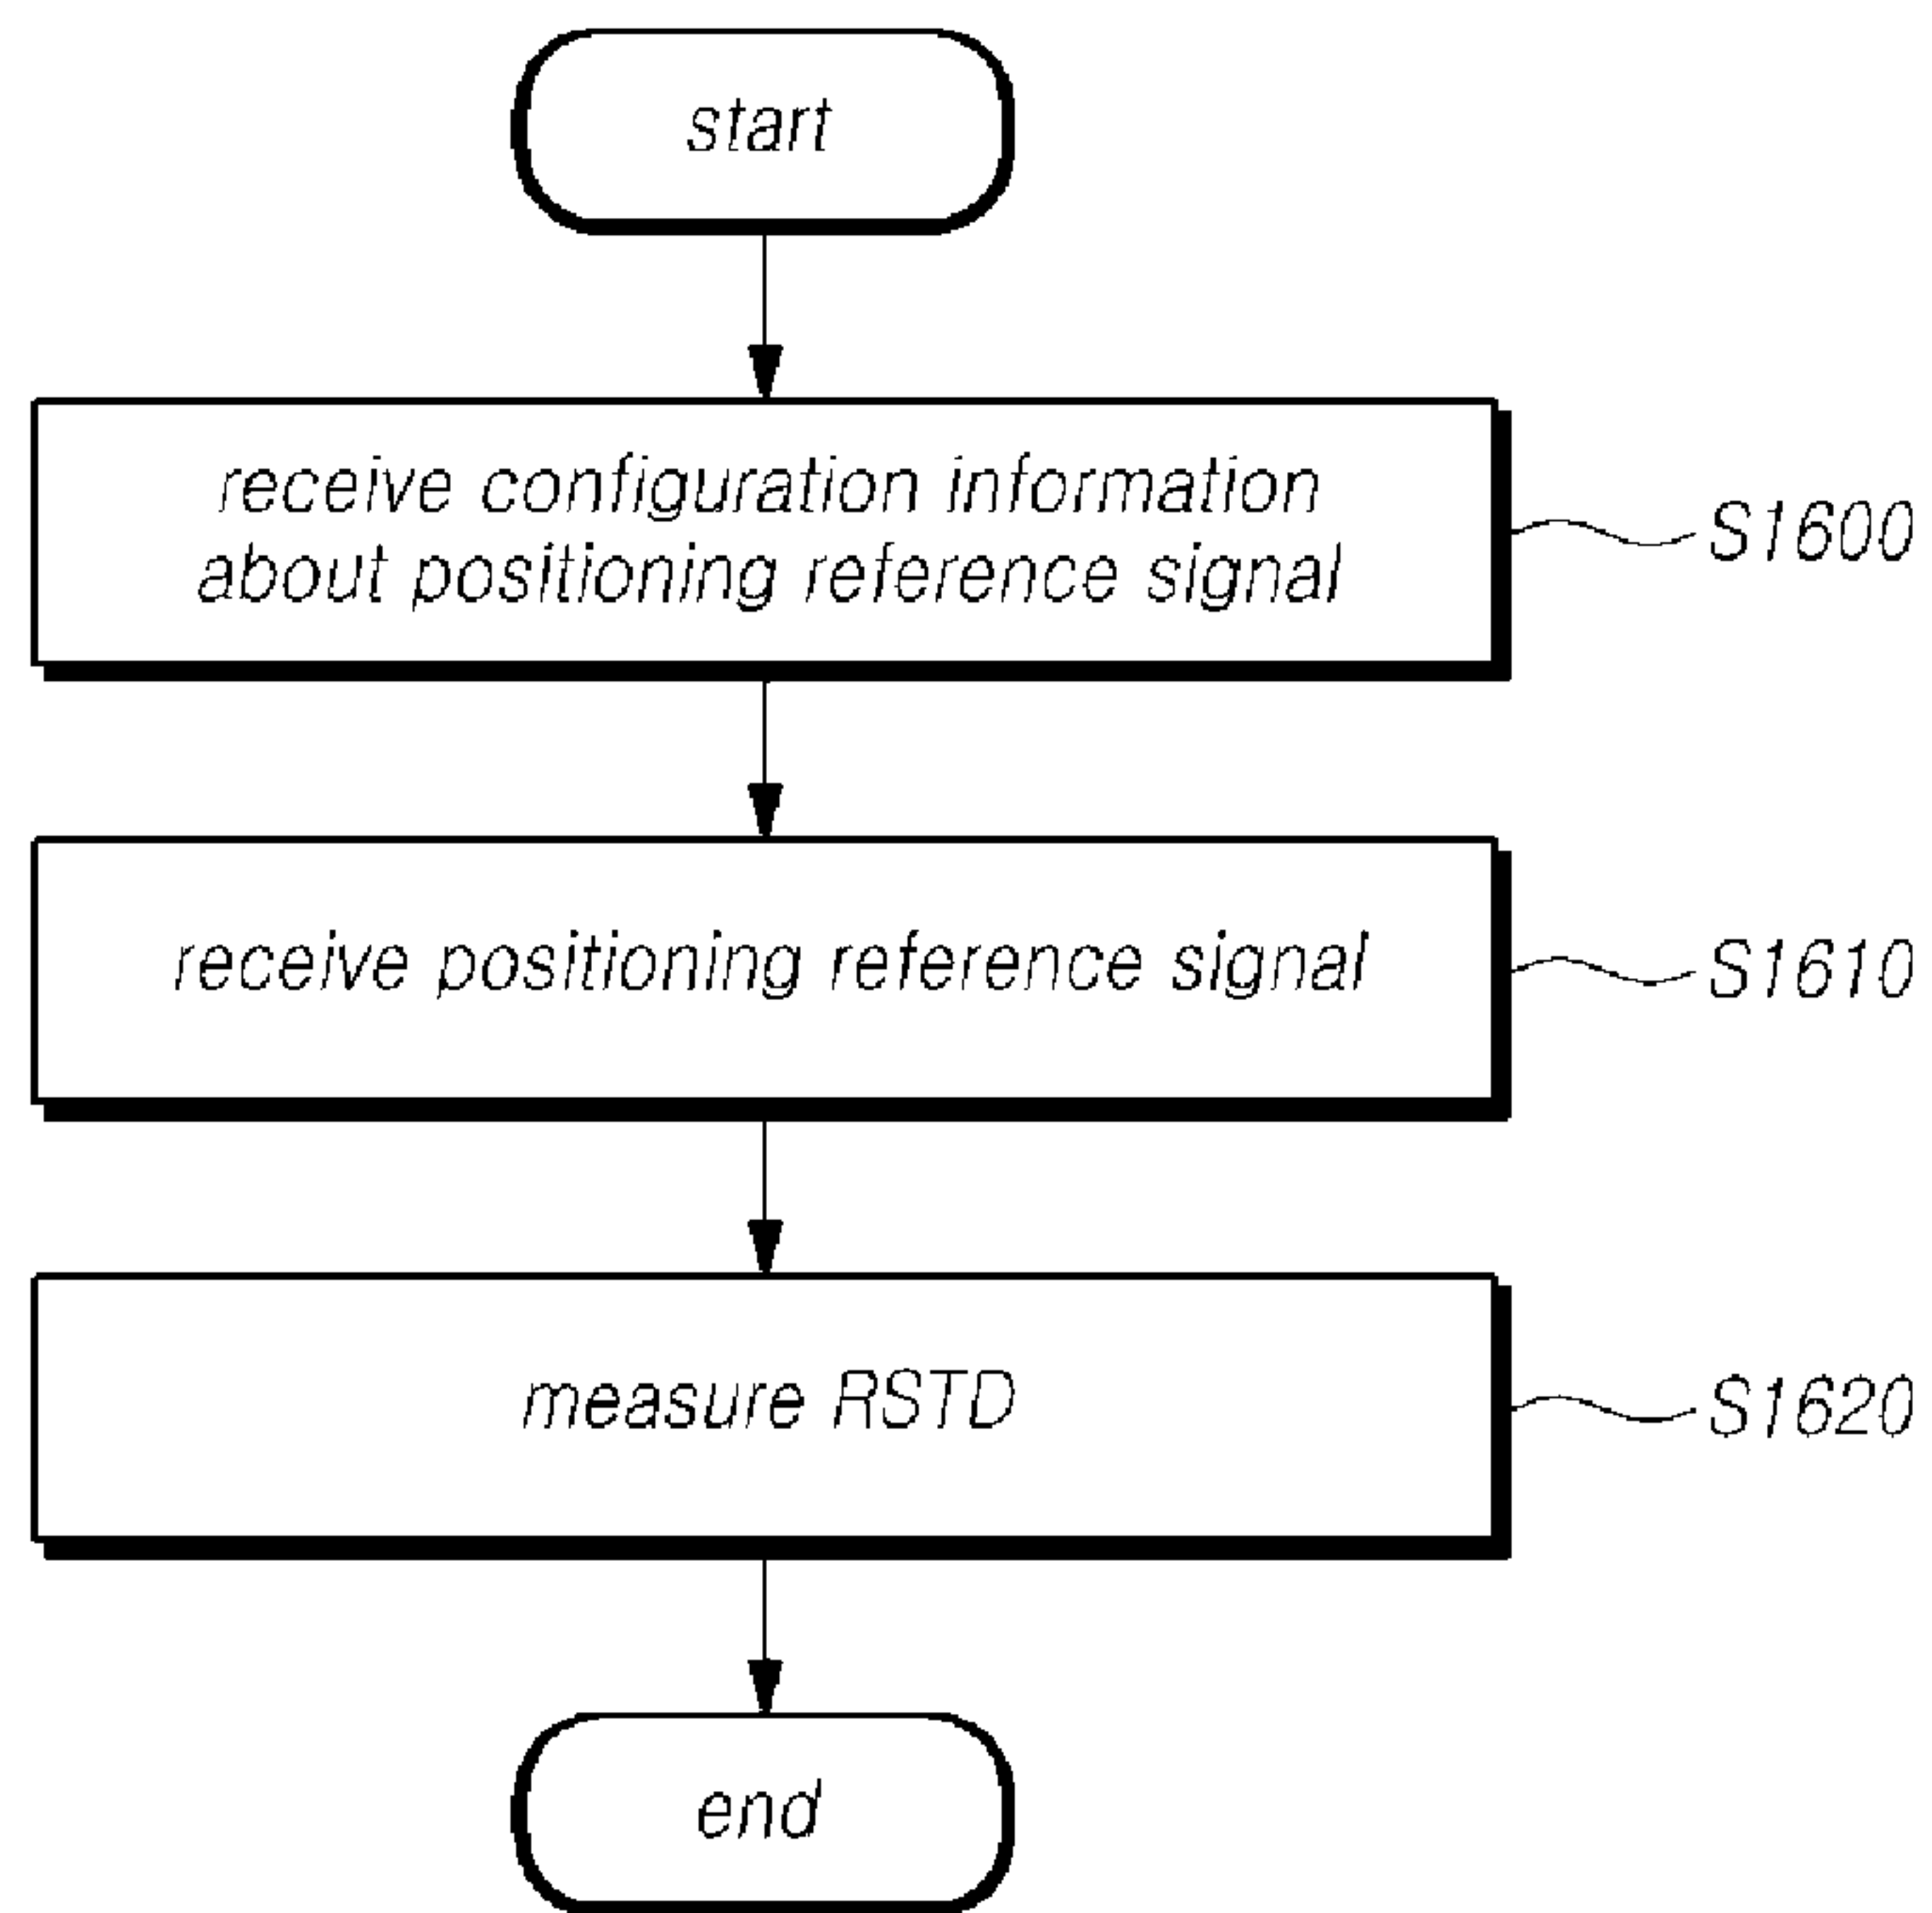 start
receive configuration information
about positioning reference signal
S1600
receive positioning reference signal
S1610
measure RSTD
S1620
end